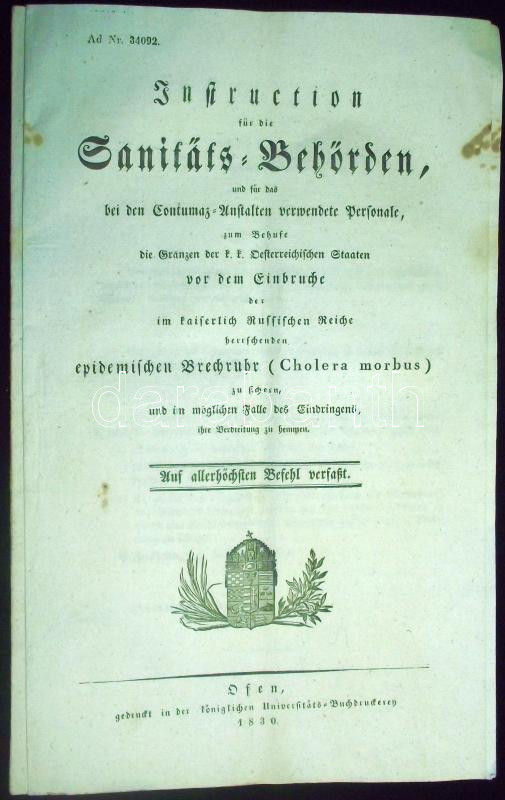 Ad Nr. 34092.
Instruction
für die
Sanitäts-Behörden,
und für das
bei den Contumaz-Anstalten verwendete Personale,
zum Behufe
die Gränzen der k. k. Oesterreichischen Staaten
vor dem Einbruche
der
im kaiserlich Russischen Reiche
herrschenden
epidemischen Brechruhr (Cholera morbus)
zu sichern,
und im möglichen Falle des Eindringens,
ihre Verbreitung zu hemmen.
Auf allerhöchsten Befehl verfaßt.
Ofen,
gedruckt in der königlichen Universitäts-Buchdruckerey
1830.
darabanth